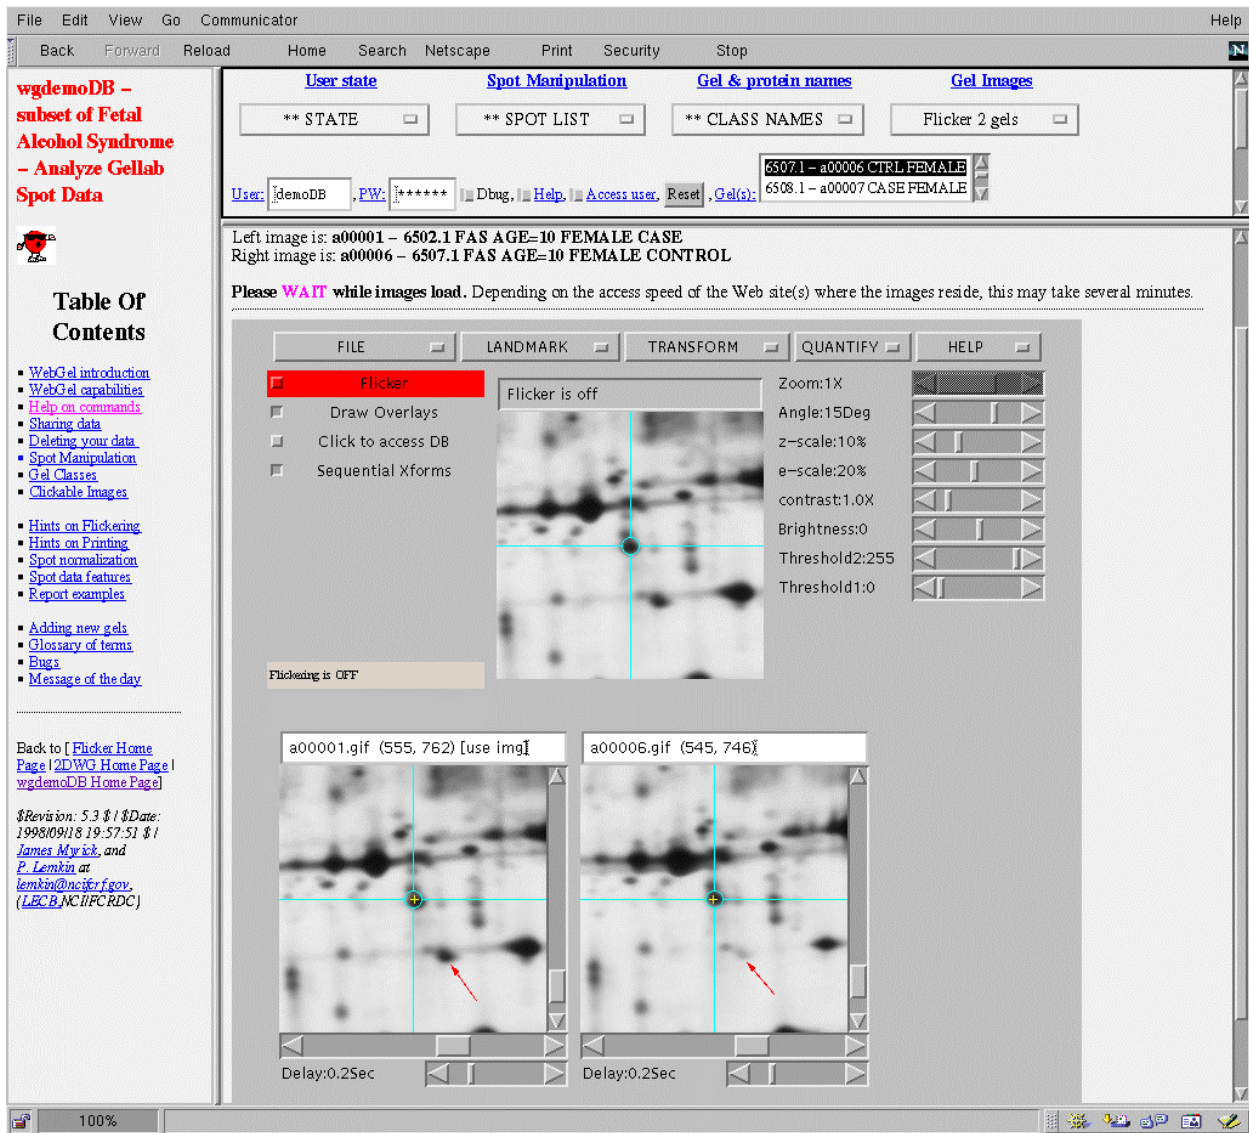 File Edit View Go Communicator Help
Back Forward Reload Home Search Netscape Print Security Stop
N
wgdemoDB –
subset of Fetal
Alcohol Syndrome
– Analyze Gellab
Spot Data
Table Of
Contents
WebGel introduction
WebGel capabilities
Help on commands
Sharing data
Deleting your data
Spot Manipulation
Gel Classes
Clickable Images
Hints on Flickering
Hints on Printing
Spot normalization
Spot data features
Report examples
Adding new gels
Glossary of terms
Bugs
Message of the day
Back to [ Flicker Home
Page | 2DWG Home Page |
wgdemoDB Home Page]
$Revision: 5.3 $ / $Date:
1998/09/18 19:57:51 $ /
James Myrick, and
P. Lemkin at
lemkin@ncifcrf.gov,
(LECB,NCI/FCRDC)
User state Spot Manipulation Gel & protein names Gel Images
** STATE ** SPOT LIST ** CLASS NAMES Flicker 2 gels
User: demoDB , PW: ****** Dbug, Help, Access user, Reset , Gel(s):
6507.1 – a00006 CTRL FEMALE
6508.1 – a00007 CASE FEMALE
Left image is: a00001 – 6502.1 FAS AGE=10 FEMALE CASE
Right image is: a00006 – 6507.1 FAS AGE=10 FEMALE CONTROL
Please WAIT while images load. Depending on the access speed of the Web site(s) where the images reside, this may take several minutes.
FILE LANDMARK TRANSFORM QUANTIFY HELP
Flicker
Draw Overlays
Click to access DB
Sequential Xforms
Flicker is off
Zoom:1X
Angle:15Deg
z-scale:10%
e-scale:20%
contrast:1.0X
Brightness:0
Threshold2:255
Threshold1:0
Flickering is OFF
a00001.gif (555, 762) [use img]
a00006.gif (545, 746)
Delay:0.2Sec
Delay:0.2Sec
100%